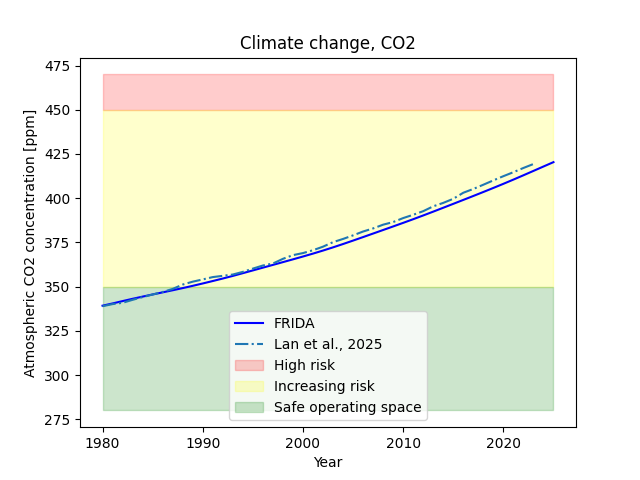 Climate change, CO2
Atmospheric CO2 concentration [ppm]
475
450
425
400
375
350
325
300
275
FRIDA
Lan et al., 2025
High risk
Increasing risk
Safe operating space
1980
1990
2000
2010
2020
Year